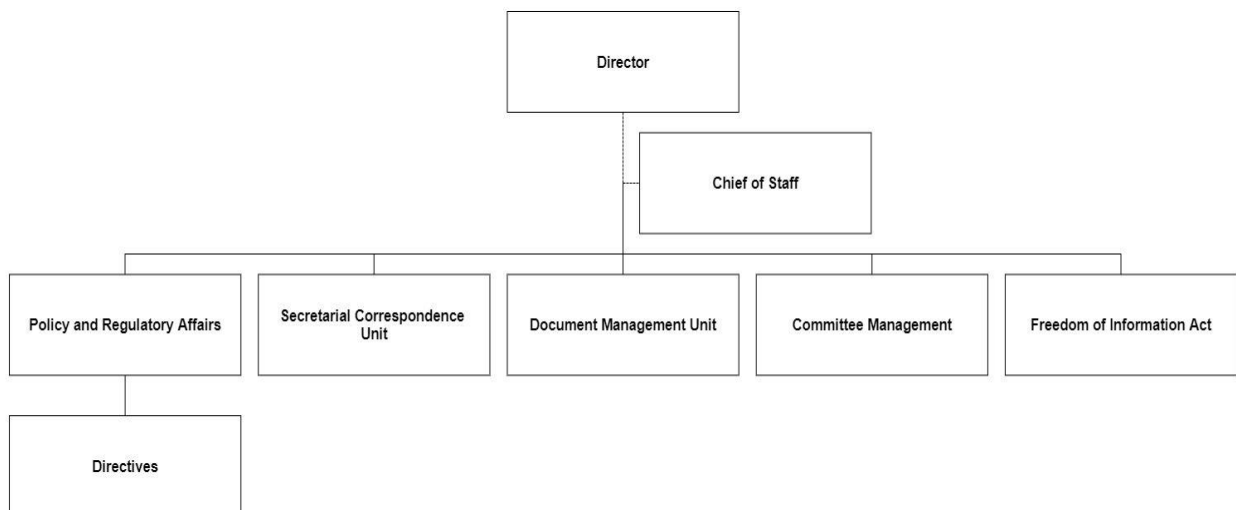 Director
Chief of Staff
Policy and Regulatory Affairs
Secretarial Correspondence
Unit
Document Management Unit
Committee Management
Freedom of Information Act
Directives